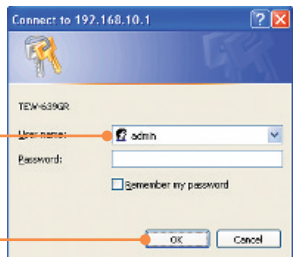 Connect to 192.168.10.1
TEW-639GR
User name:
admin
Password:
Remember my password
OK
Cancel